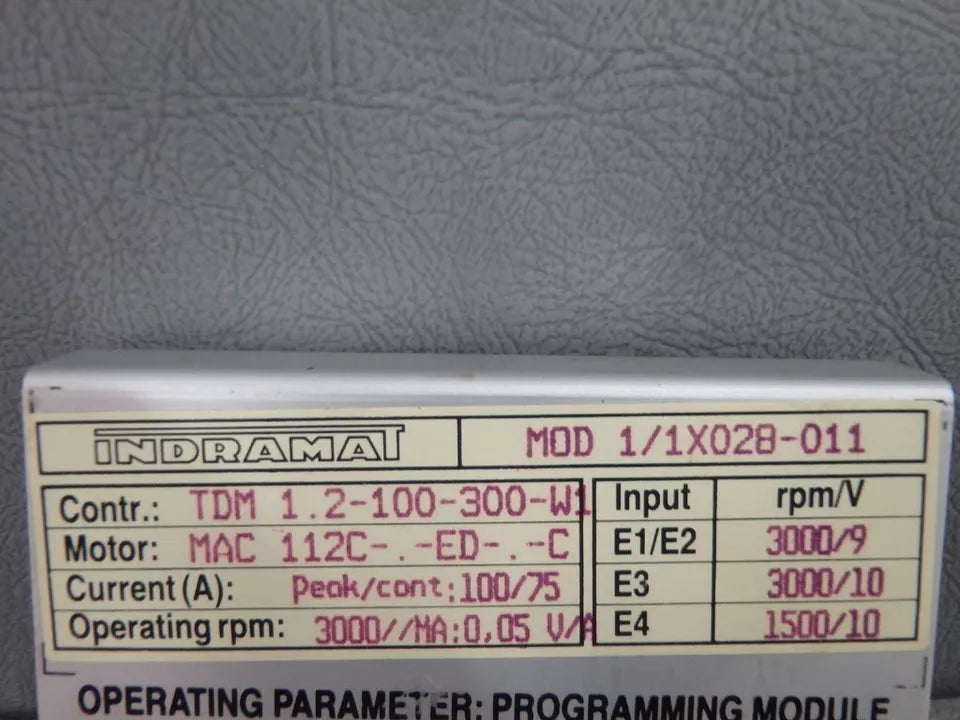 INDRAMAT MOD 1/1X028-011
Contr.: TDM 1.2-100-300-W1
Motor: MAC 112C-.-ED-.-C
Current (A): Peak/cont:100/75
Operating rpm: 3000//MA:0,05 V/A
Input rpm/V
E1/E2 3000/9
E3 3000/10
E4 1500/10
OPERATING PARAMETER: PROGRAMMING MODULE